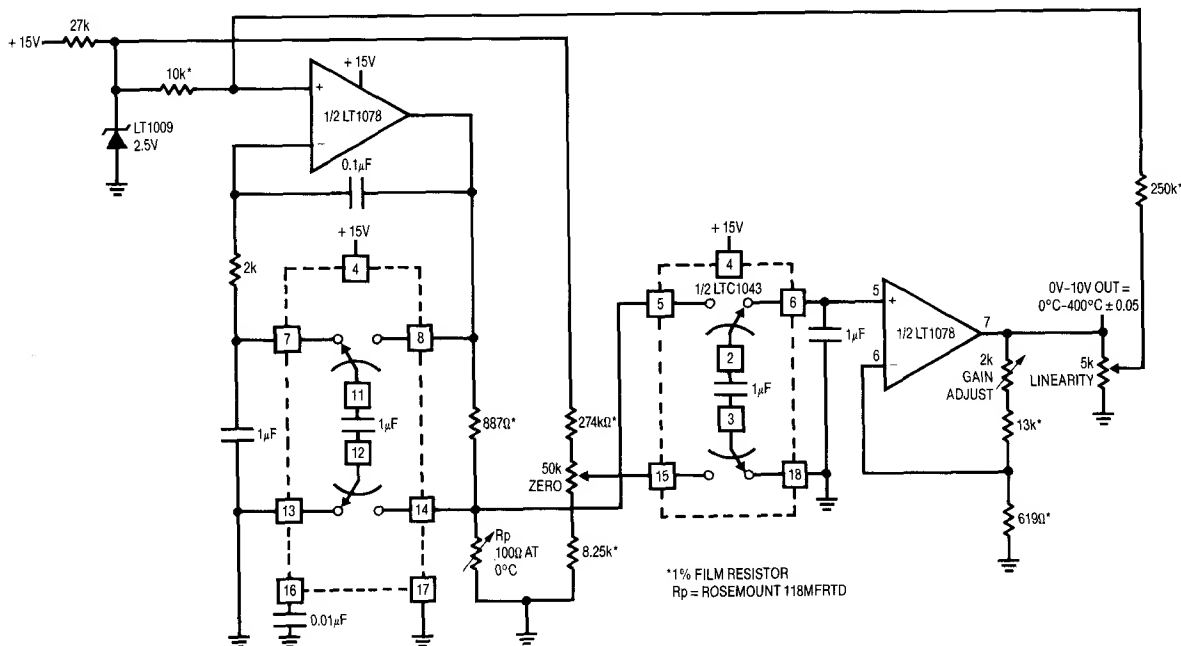 27k
+ 15V
10k*
+ 15V
+
1/2 LT1078
−
LT1009
2.5V
0.1µF
250k*
2k
+ 15V
4
7
8
11
1µF
12
1µF
13
14
16
17
0.01µF
887Ω*
274kΩ*
50k
ZERO
Rp
100Ω AT
0°C
8.25k*
+ 15V
4
1/2 LTC1043
5
6
2
1µF
3
15
18
1µF
5
+
1/2 LT1078
7
6
−
0V–10V OUT =
0°C–400°C ± 0.05
2k
GAIN
ADJUST
5k
LINEARITY
13k*
619Ω*
*1% FILM RESISTOR
Rp = ROSEMOUNT 118MFRTD